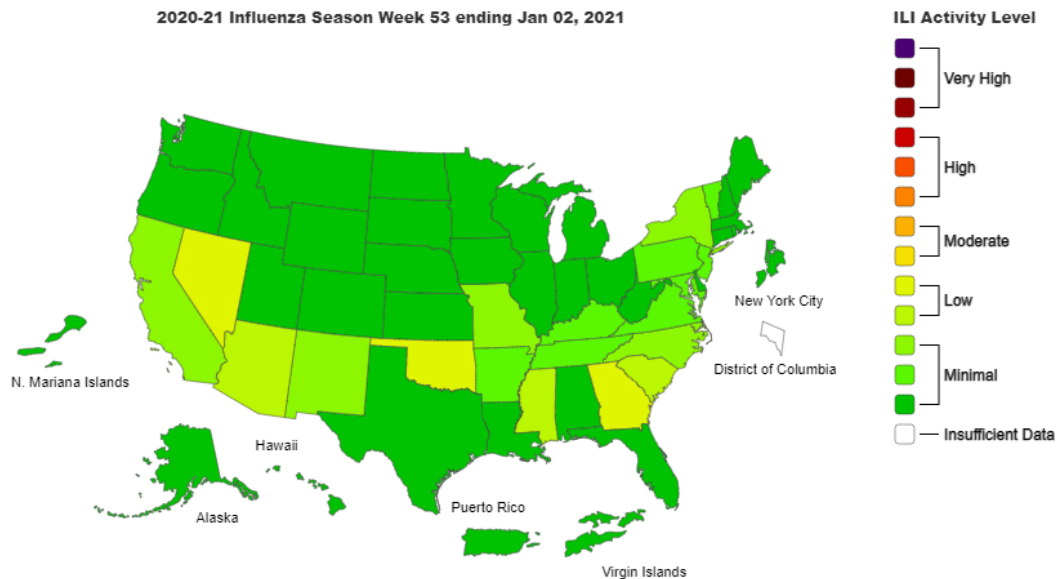 2020-21 Influenza Season Week 53 ending Jan 02, 2021
ILI Activity Level
Very High
High
Moderate
Low
Minimal
Insufficient Data
New York City
District of Columbia
N. Mariana Islands
Hawaii
Alaska
Puerto Rico
Virgin Islands